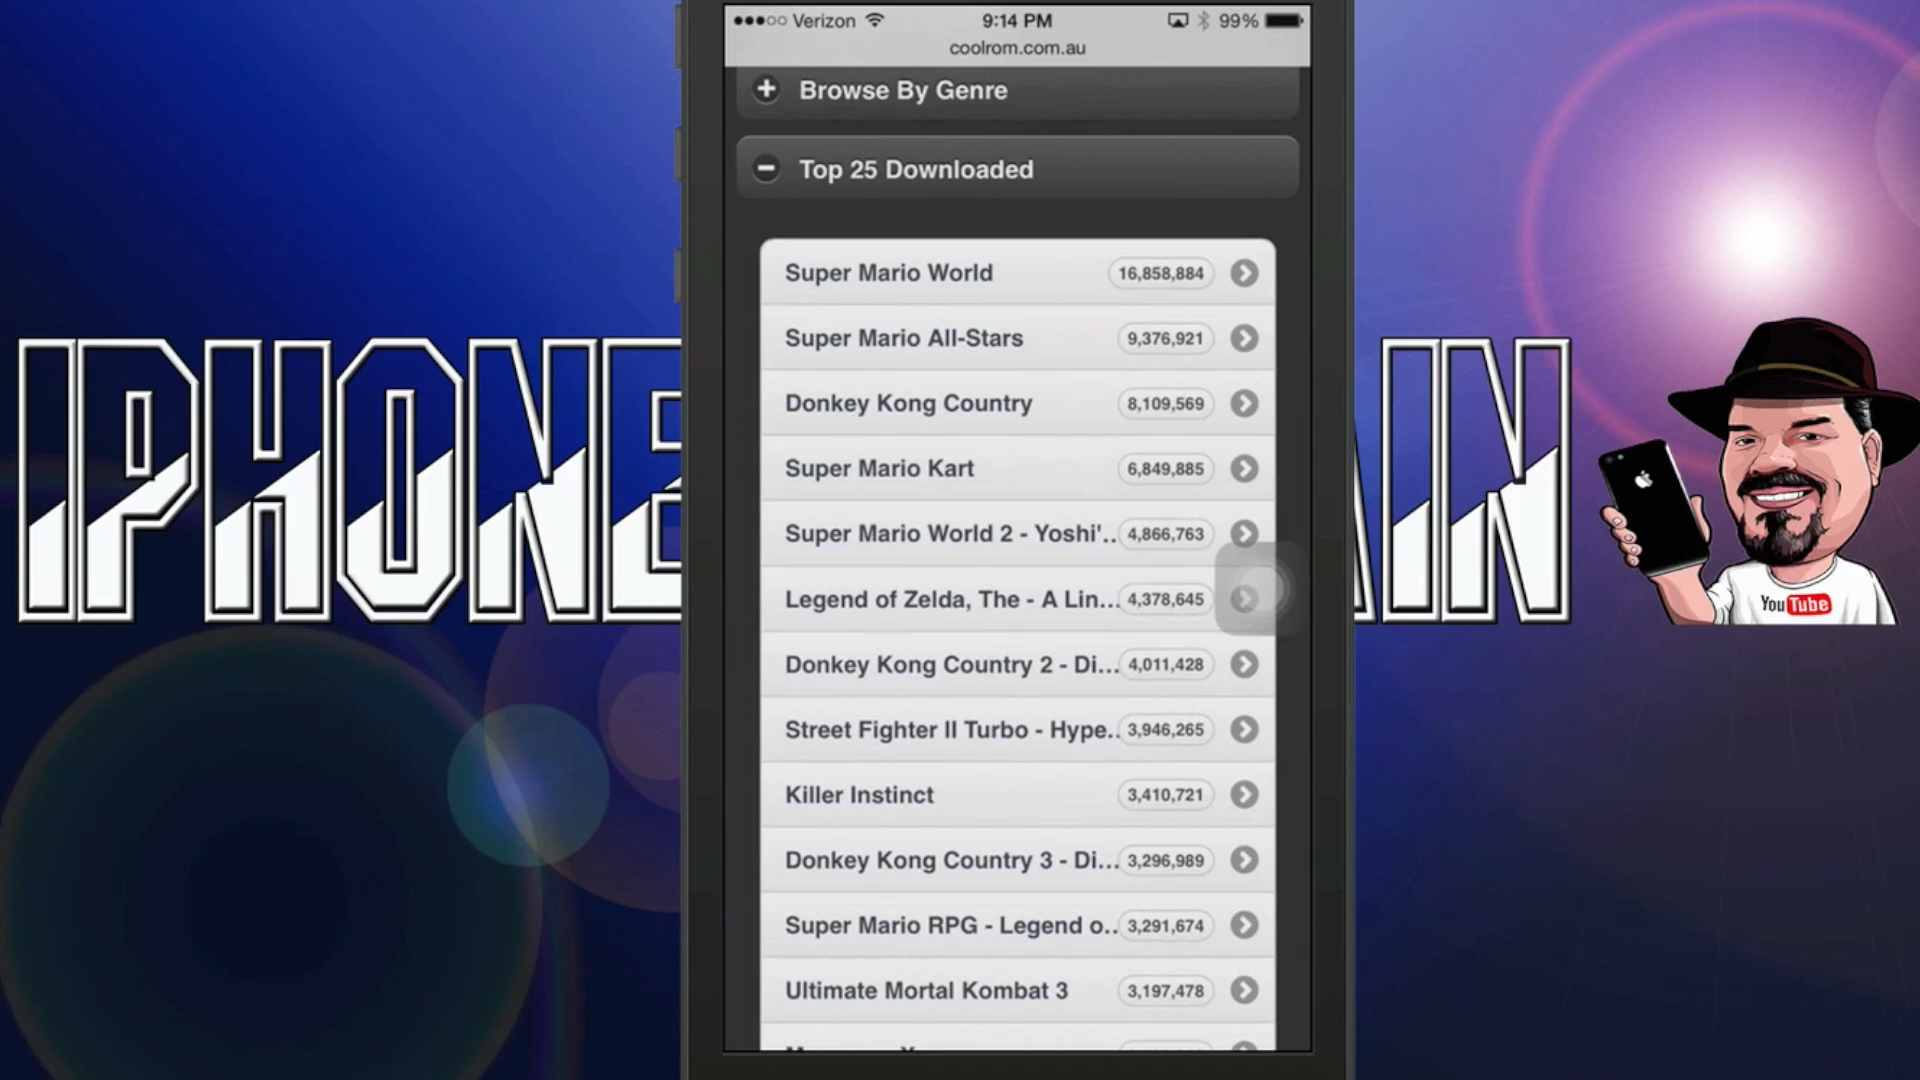 Verizon 9:14 PM 99%
coolrom.com.au
Browse By Genre
Top 25 Downloaded
Super Mario World 16,858,884
Super Mario All-Stars 9,376,921
Donkey Kong Country 8,109,569
Super Mario Kart 6,849,885
Super Mario World 2 - Yoshi'.. 4,866,763
Legend of Zelda, The - A Lin... 4,378,645
Donkey Kong Country 2 - Di... 4,011,428
Street Fighter II Turbo - Hype.. 3,946,265
Killer Instinct 3,410,721
Donkey Kong Country 3 - Di... 3,296,989
Super Mario RPG - Legend o.. 3,291,674
Ultimate Mortal Kombat 3 3,197,478
IPHONE AIN
YouTube